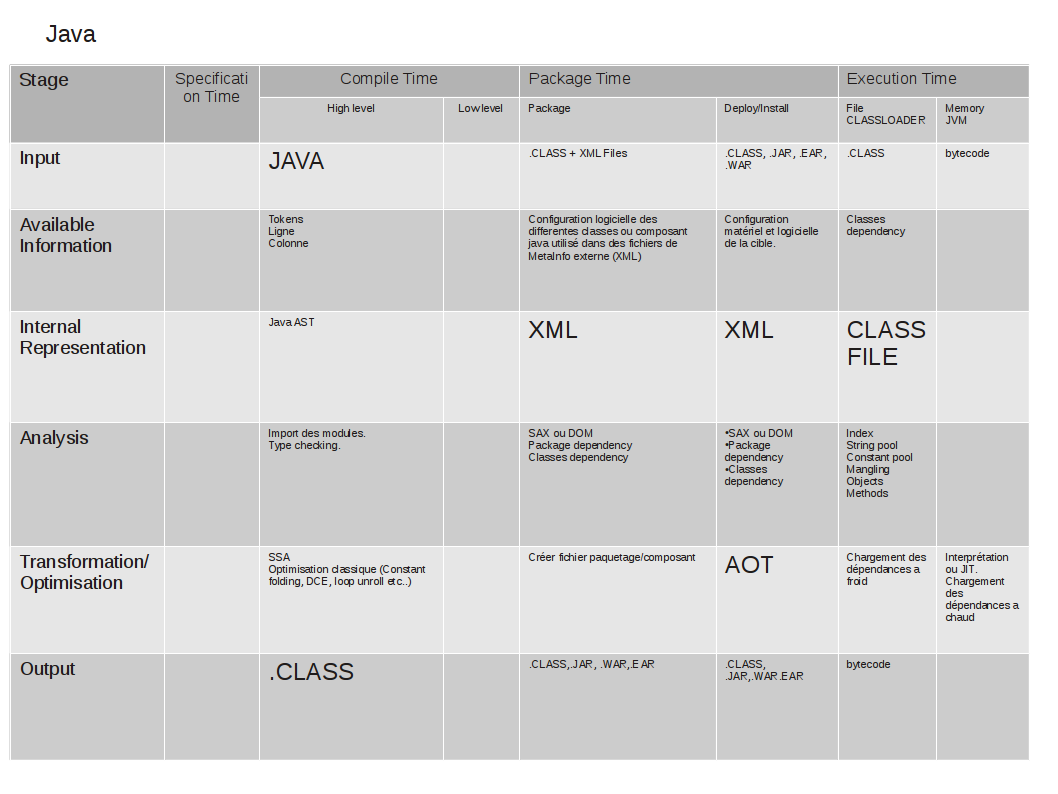 Java
Stage
Specificati
on Time
Compile Time
Package Time
Execution Time
High level
Low level
Package
Deploy/Install
File
CLASSLOADER
Memory
JVM
Input
JAVA
.CLASS + XML Files
.CLASS, .JAR, .EAR,
.WAR
.CLASS
bytecode
Available
Information
Tokens
Ligne
Colonne
Configuration logicielle des
differentes classes ou composant
java utilisé dans des fichiers de
MetaInfo externe (XML)
Configuration
matériel et logicielle
de la cible.
Classes
dependency
Internal
Representation
Java AST
XML
XML
CLASS
FILE
Analysis
Import des modules.
Type checking.
SAX ou DOM
Package dependency
Classes dependency
•SAX ou DOM
•Package
dependency
•Classes
dependency
Index
String pool
Constant pool
Mangling
Objects
Methods
Transformation/
Optimisation
SSA
Optimisation classique (Constant
folding, DCE, loop unroll etc..)
Créer fichier paquetage/composant
AOT
Chargement des
dépendances a
froid
Interprétation
ou JIT.
Chargement
des
dépendances a
chaud
Output
.CLASS
.CLASS,.JAR, .WAR,.EAR
.CLASS,
.JAR,.WAR.EAR
bytecode